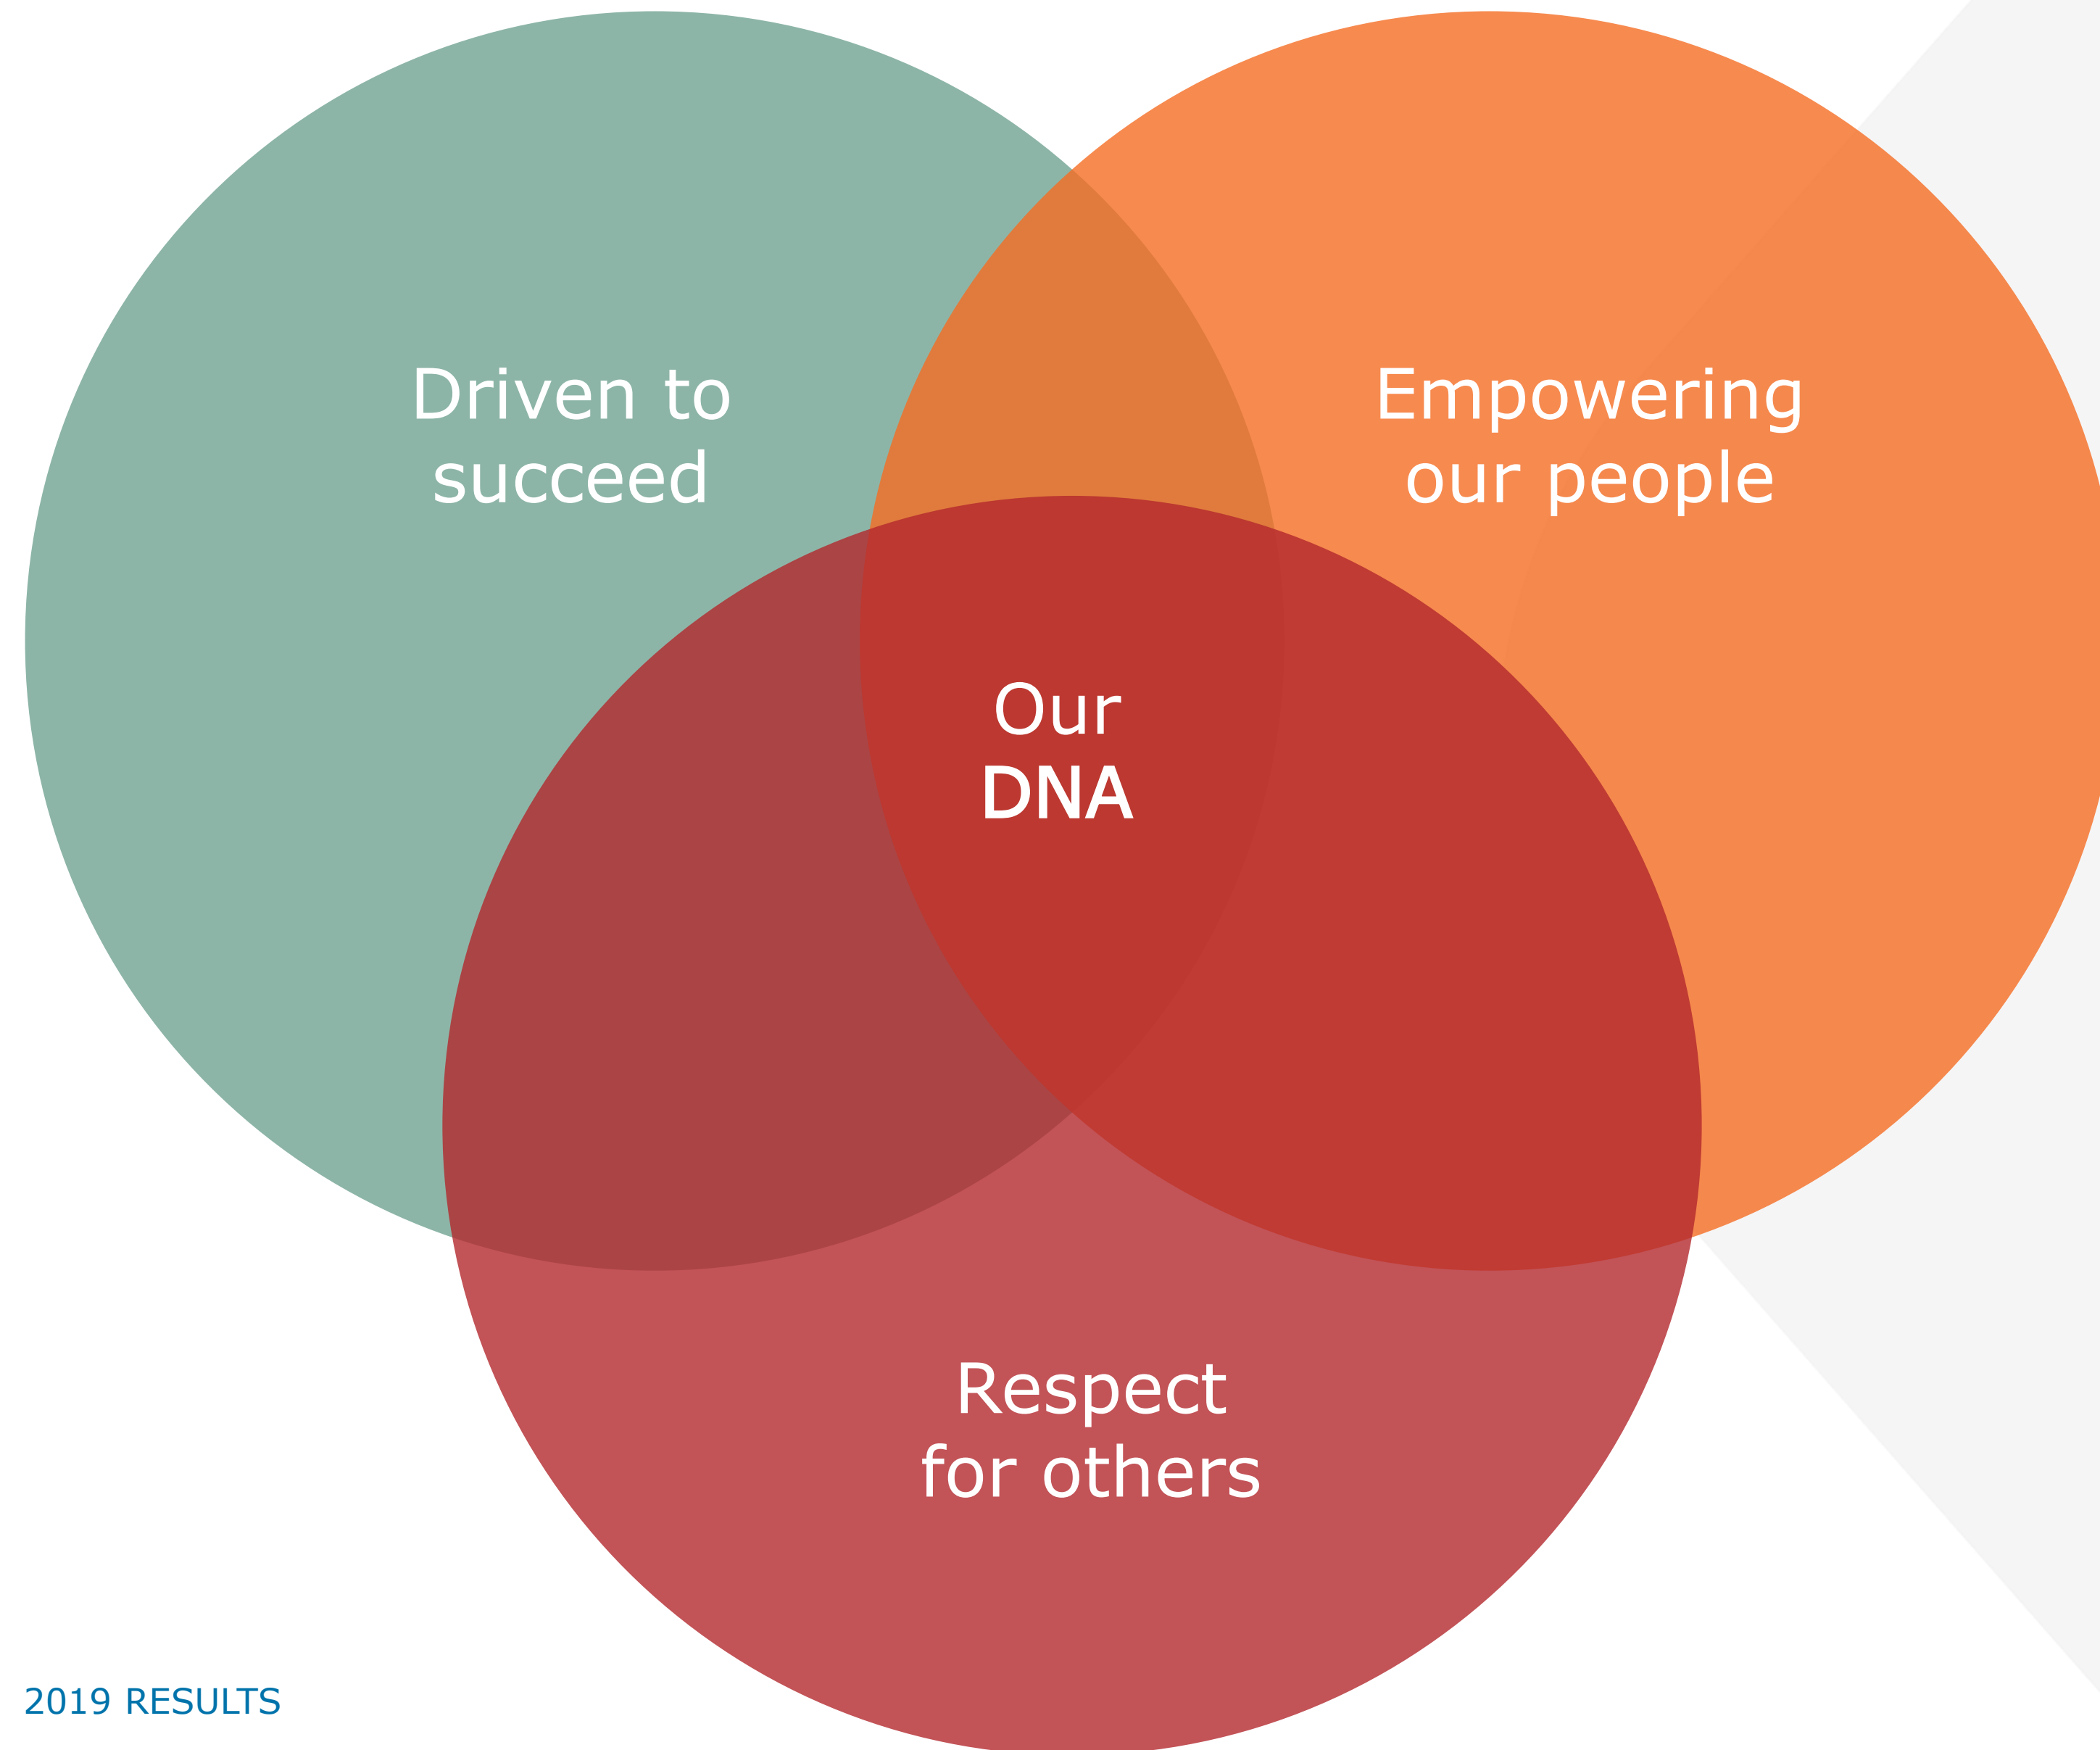 Driven to
succeed
Empowering
our people
Our
DNA
Respect
for others
2019 RESULTS